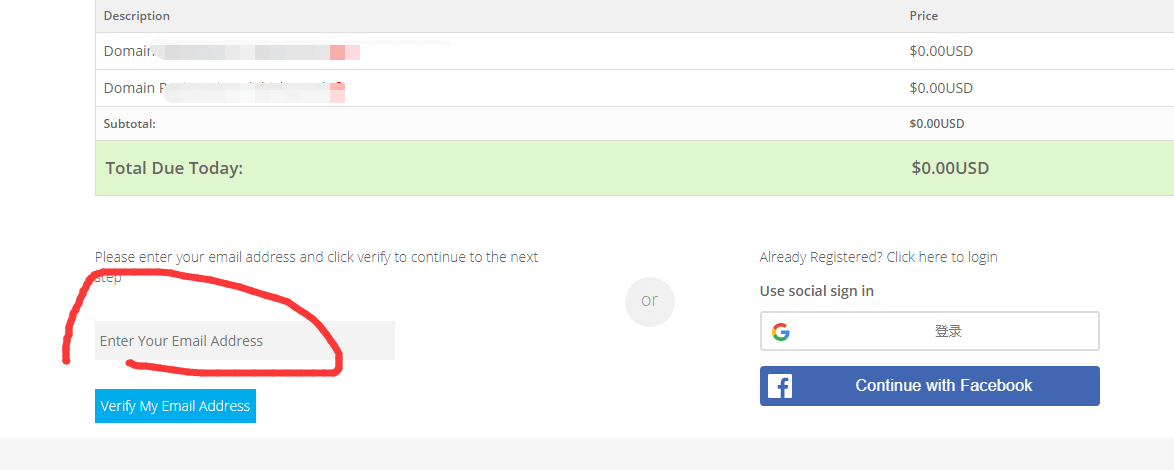 Description Price
Domain $0.00USD
Domain $0.00USD
Subtotal: $0.00USD
Total Due Today: $0.00USD
Please enter your email address and click verify to continue to the next
step
Enter Your Email Address
Verify My Email Address
or
Already Registered? Click here to login
Use social sign in
登录
Continue with Facebook